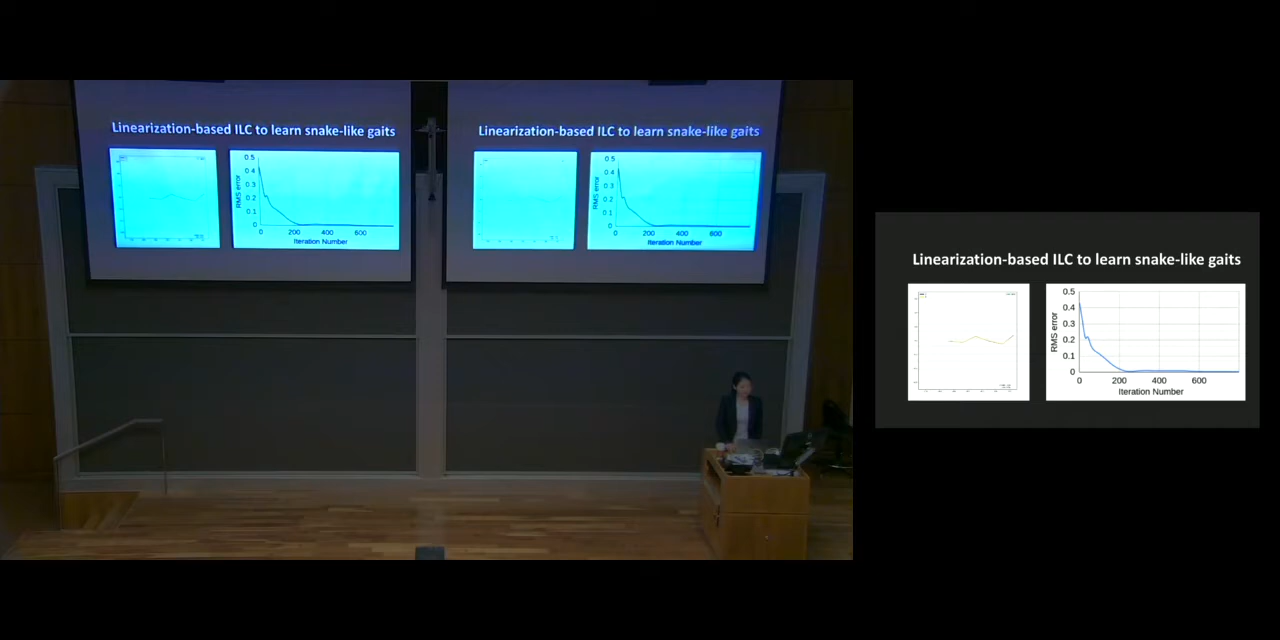 Linearization-based ILC to learn snake-like gaits
0.5
0.4
0.3
0.2
0.1
0
RMS error
0 200 400 600
Iteration Number
Linearization-based ILC to learn snake-like gaits
0.5
0.4
0.3
0.2
0.1
0
RMS error
0 200 400 600
Iteration Number
Linearization-based ILC to learn snake-like gaits
0.5
0.4
0.3
0.2
0.1
0
RMS error
0 200 400 600
Iteration Number